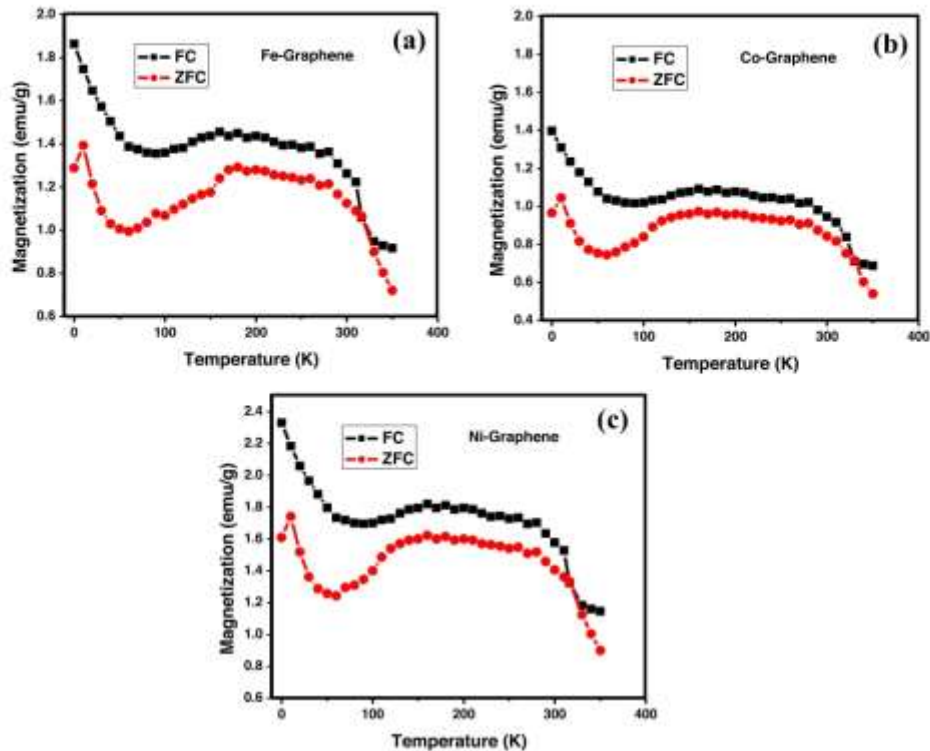 (a)
Fe-Graphene
FC
ZFC
Magnetization (emu/g)
2.0
1.8
1.6
1.4
1.2
1.0
0.8
0.6
0 100 200 300 400
Temperature (K)
(b)
Co-Graphene
FC
ZFC
Magnetization (emu/g)
2.0
1.8
1.6
1.4
1.2
1.0
0.8
0.6
0.4
0 100 200 300 400
Temperature (K)
(c)
Ni-Graphene
FC
ZFC
Magnetization (emu/g)
2.4
2.2
2.0
1.8
1.6
1.4
1.2
1.0
0.8
0.6
0 100 200 300 400
Temperature (K)